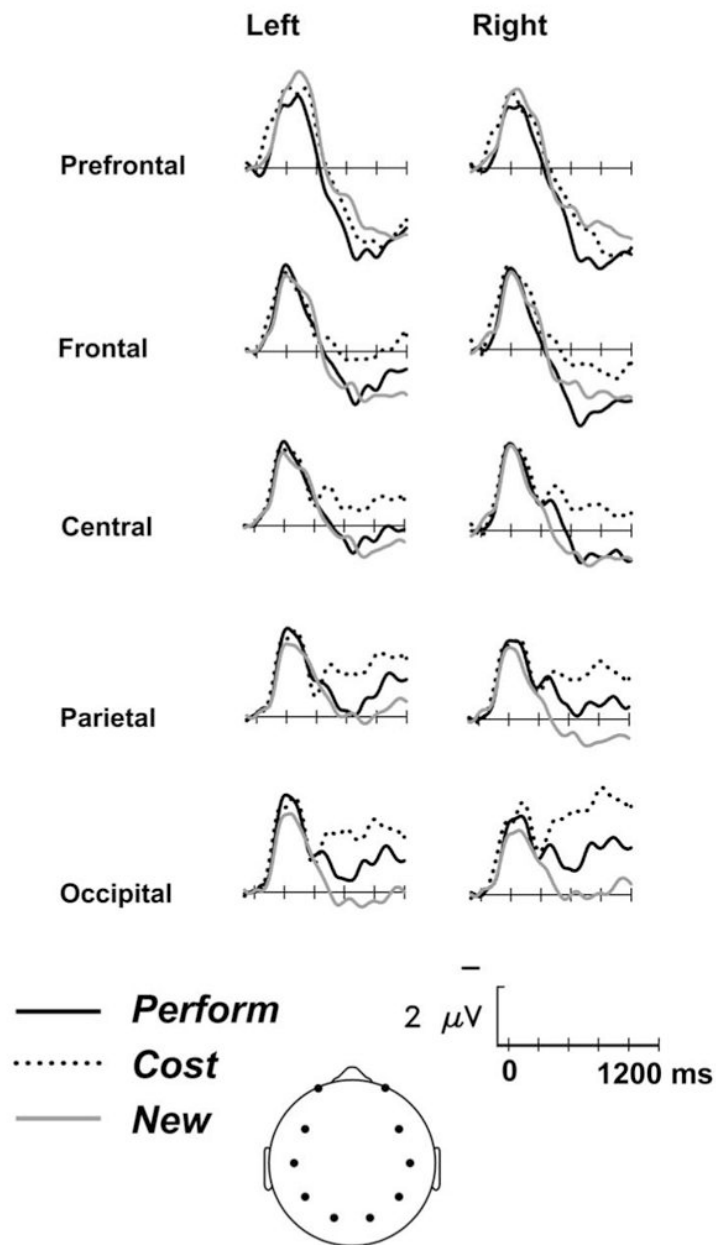 Left Right
Prefrontal
Frontal
Central
Parietal
Occipital
−
2 μV
0 1200 ms
Perform
Cost
New